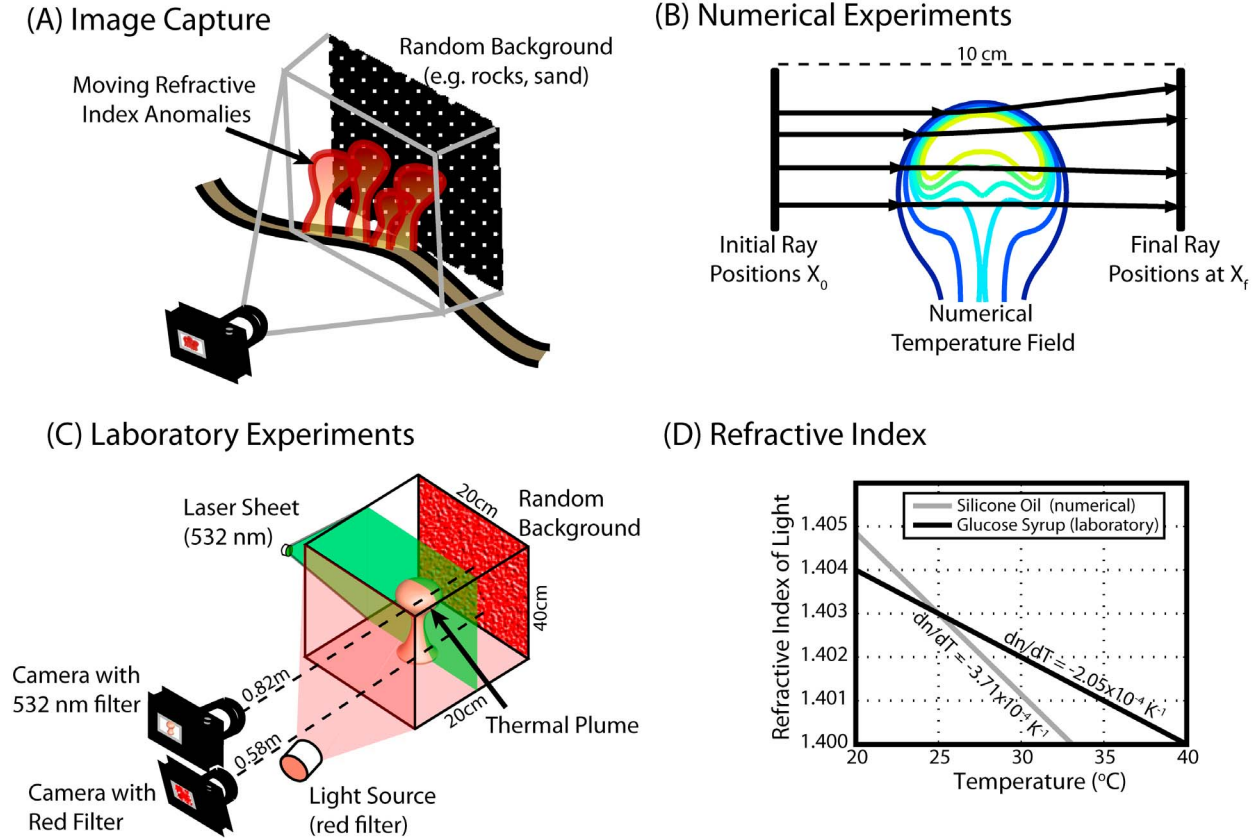 (A) Image Capture
Random Background
(e.g. rocks, sand)
Moving Refractive
Index Anomalies
(B) Numerical Experiments
10 cm
Initial Ray
Positions X₀
Final Ray
Positions at X_f
Numerical
Temperature Field
(C) Laboratory Experiments
Laser Sheet
(532 nm)
20cm
Random
Background
40cm
20cm
Camera with
532 nm filter
0.82m
0.58m
Thermal Plume
Camera with
Red Filter
Light Source
(red filter)
(D) Refractive Index
Refractive Index of Light
1.405
1.404
1.403
1.402
1.401
1.400
Silicone Oil (numerical)
Glucose Syrup (laboratory)
dn/dT = -3.71x10⁻⁴ K⁻¹
dn/dT = -2.05x10⁻⁴ K⁻¹
20 25 30 35 40
Temperature (°C)